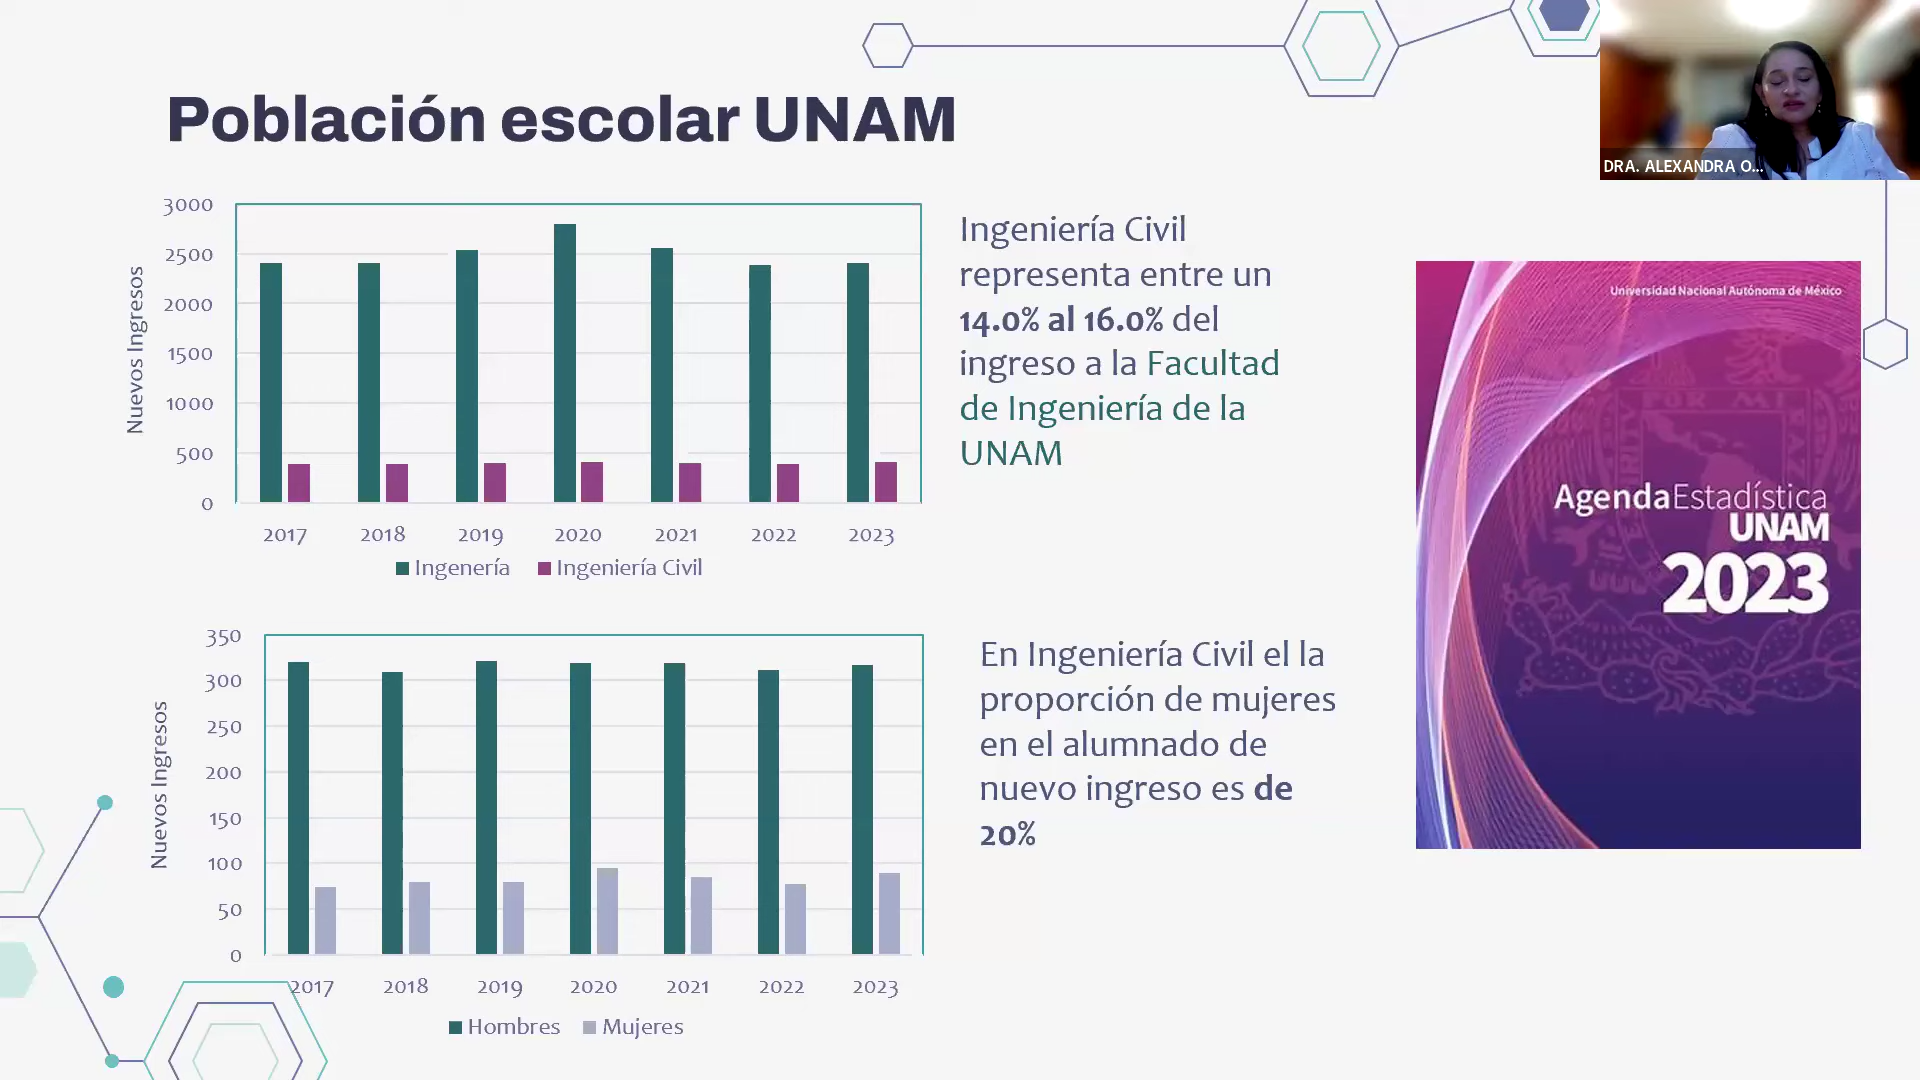 Población escolar UNAM
DRA. ALEXANDRA O...
3000
2500
2000
1500
1000
500
0
Nuevos Ingresos
2017 2018 2019 2020 2021 2022 2023
Ingenería Ingeniería Civil
Ingeniería Civil
representa entre un
14.0% al 16.0% del
ingreso a la Facultad
de Ingeniería de la
UNAM
350
300
250
200
150
100
50
0
Nuevos Ingresos
2017 2018 2019 2020 2021 2022 2023
Hombres Mujeres
En Ingeniería Civil el la
proporción de mujeres
en el alumnado de
nuevo ingreso es de
20%
Universidad Nacional Autónoma de México
AgendaEstadística
UNAM
2023